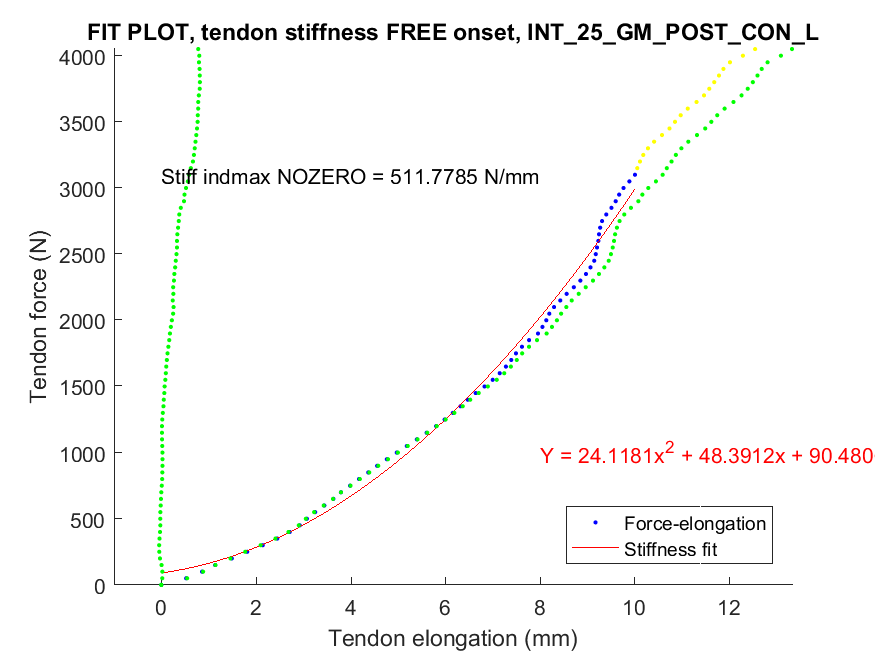 FIT PLOT, tendon stiffness FREE onset, INT_25_GM_POST_CON_L
4000
3500
3000
2500
2000
1500
1000
500
0
Tendon force (N)
Stiff indmax NOZERO = 511.7785 N/mm
Y = 24.1181x² + 48.3912x + 90.480
Force-elongation
Stiffness fit
0 2 4 6 8 10 12
Tendon elongation (mm)